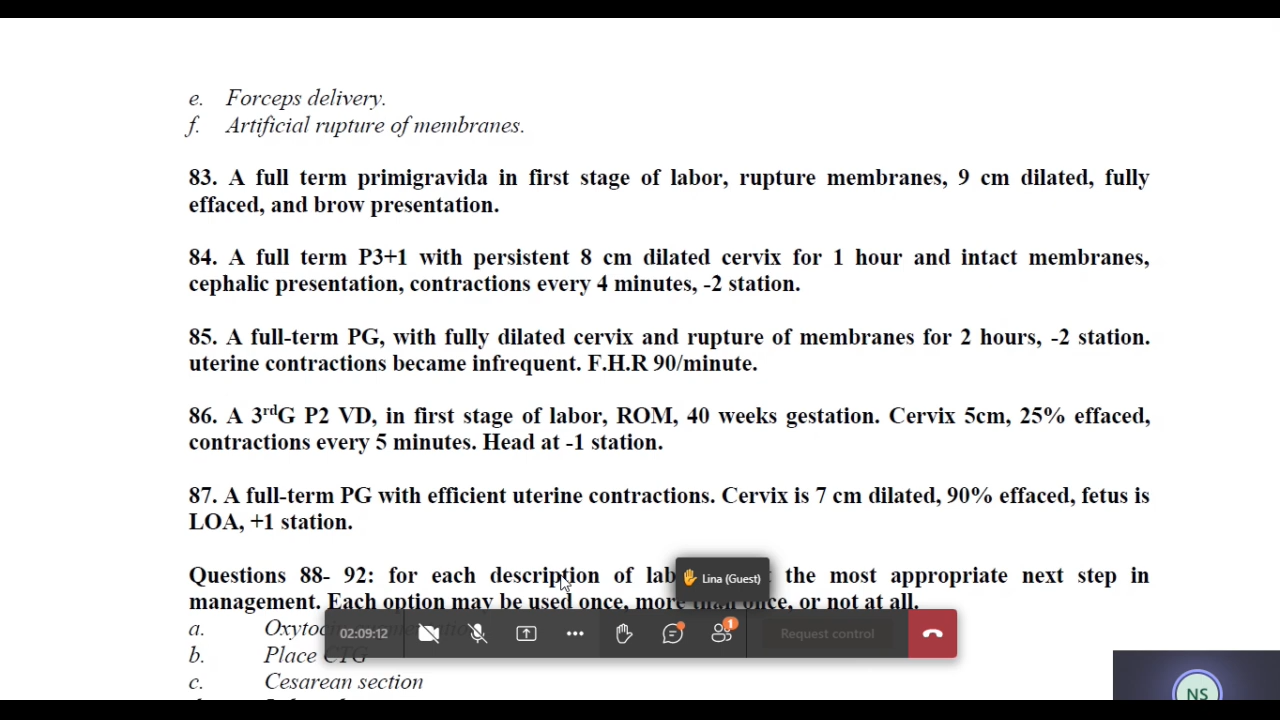 e. Forceps delivery.
f. Artificial rupture of membranes.
83. A full term primigravida in first stage of labor, rupture membranes, 9 cm dilated, fully
effaced, and brow presentation.
84. A full term P3+1 with persistent 8 cm dilated cervix for 1 hour and intact membranes,
cephalic presentation, contractions every 4 minutes, -2 station.
85. A full-term PG, with fully dilated cervix and rupture of membranes for 2 hours, -2 station.
uterine contractions became infrequent. F.H.R 90/minute.
86. A 3rdG P2 VD, in first stage of labor, ROM, 40 weeks gestation. Cervix 5cm, 25% effaced,
contractions every 5 minutes. Head at -1 station.
87. A full-term PG with efficient uterine contractions. Cervix is 7 cm dilated, 90% effaced, fetus is
LOA, +1 station.
Questions 88- 92: for each description of the most appropriate next step in
Lina (Guest)
management. Each option may be used once, more than once, or not at all.
a.
02:09:12
1
Request control
b. Place CTG
c. Cesarean section
NS